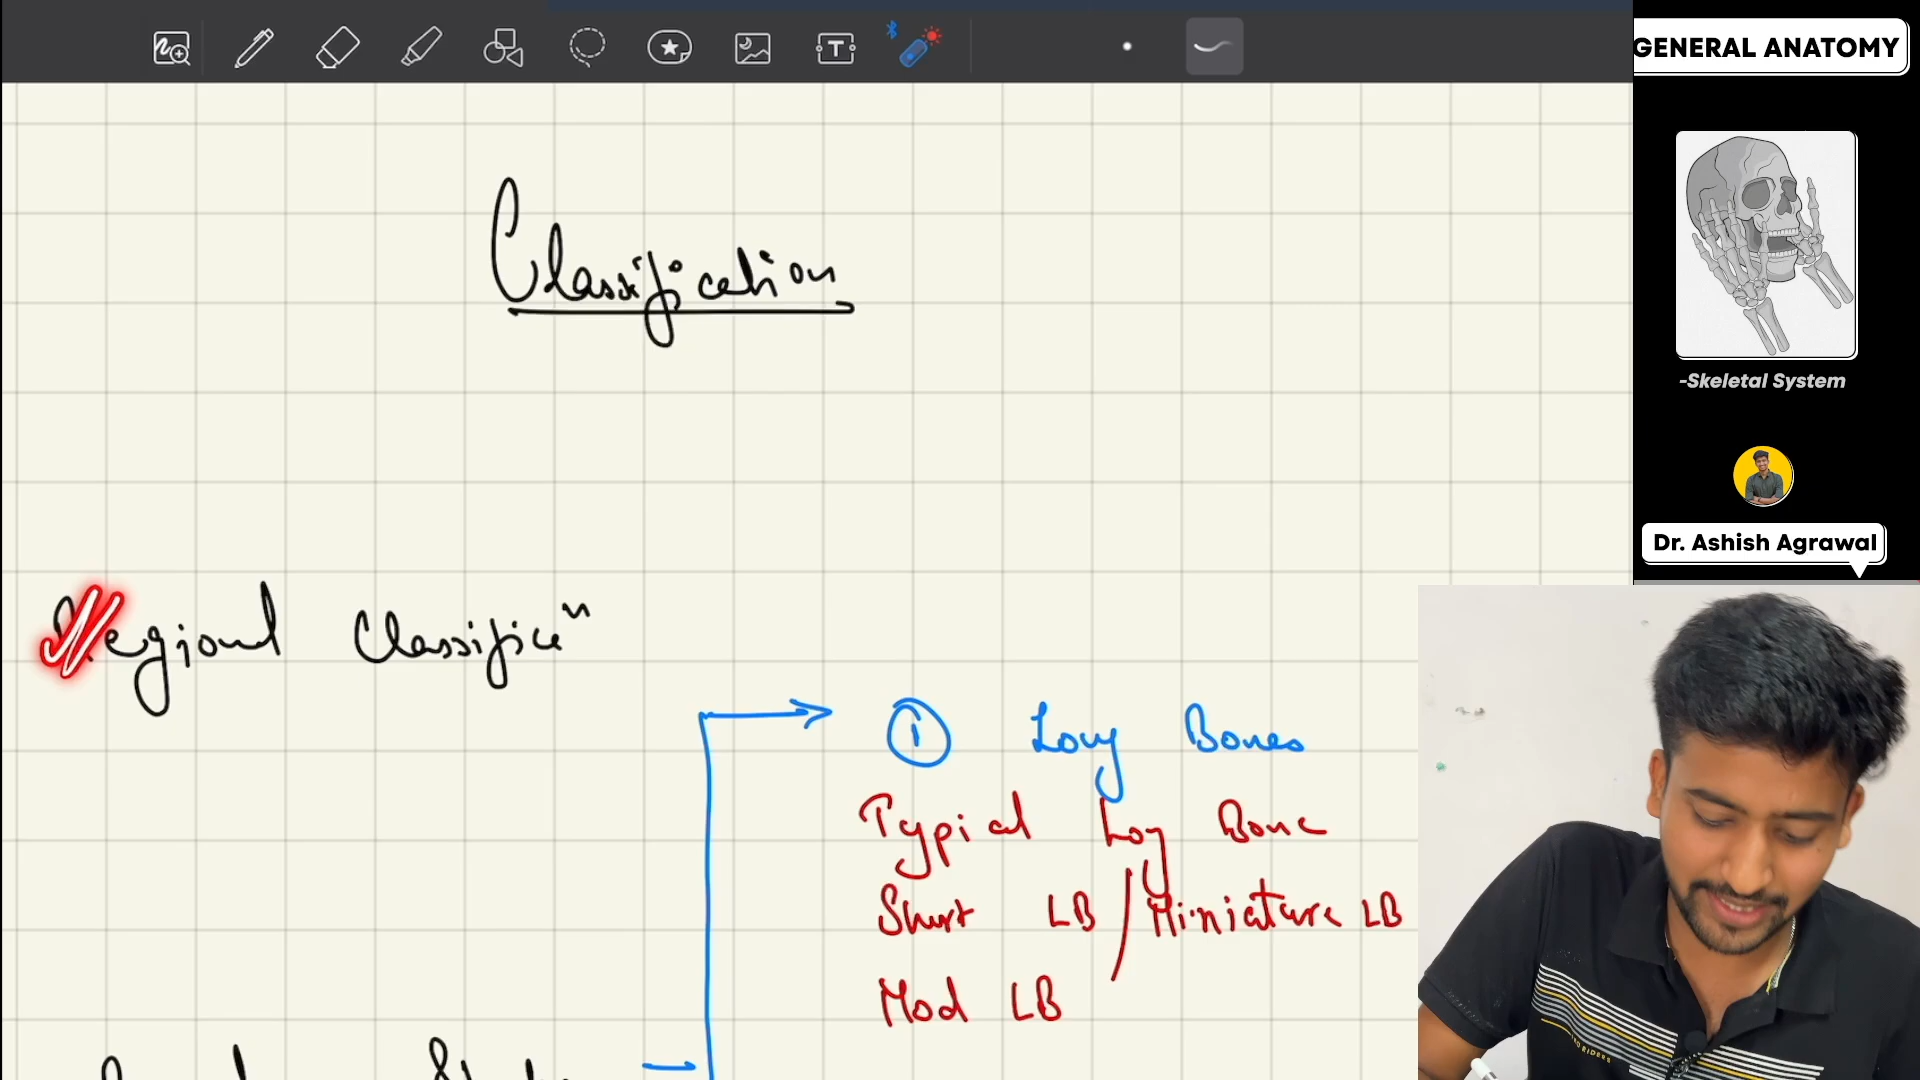 GENERAL ANATOMY
-Skeletal System
Dr. Ashish Agrawal
Classification
Regional Classificn
1 Long Bones
Typical Long Bone
Short LB / Miniature LB
Mod LB